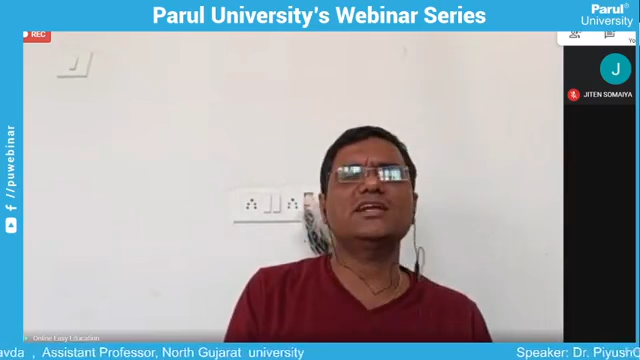 Parul University's Webinar Series
Parul®
University
REC
J
JITEN SOMAIYA
f //puwebinar
Online Easy Education
avda , Assistant Professor, North Gujarat university
Speaker: Dr. Piyush